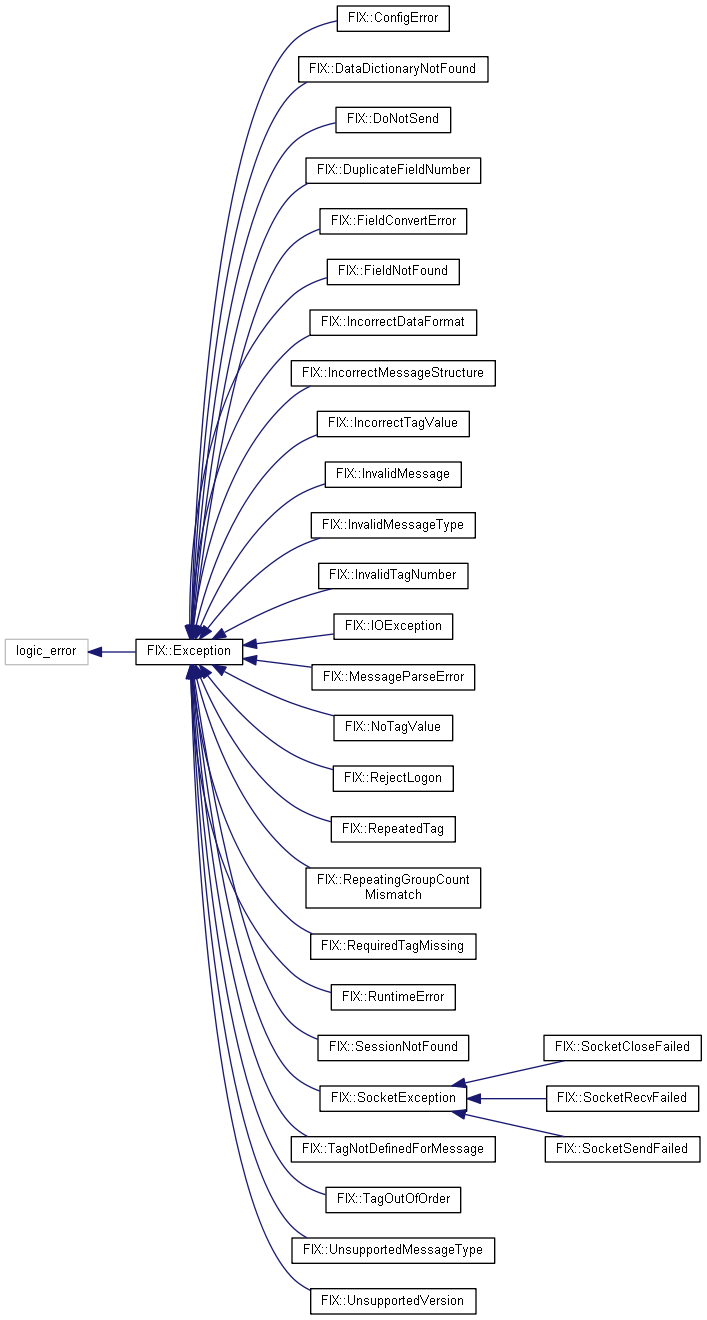 FIX::ConfigError
FIX::DataDictionaryNotFound
FIX::DoNotSend
FIX::DuplicateFieldNumber
FIX::FieldConvertError
FIX::FieldNotFound
FIX::IncorrectDataFormat
FIX::IncorrectMessageStructure
FIX::IncorrectTagValue
FIX::InvalidMessage
FIX::InvalidMessageType
FIX::InvalidTagNumber
FIX::IOException
logic_error
FIX::Exception
FIX::MessageParseError
FIX::NoTagValue
FIX::RejectLogon
FIX::RepeatedTag
FIX::RepeatingGroupCount
Mismatch
FIX::RequiredTagMissing
FIX::RuntimeError
FIX::SessionNotFound
FIX::SocketCloseFailed
FIX::SocketException
FIX::SocketRecvFailed
FIX::TagNotDefinedForMessage
FIX::SocketSendFailed
FIX::TagOutOfOrder
FIX::UnsupportedMessageType
FIX::UnsupportedVersion